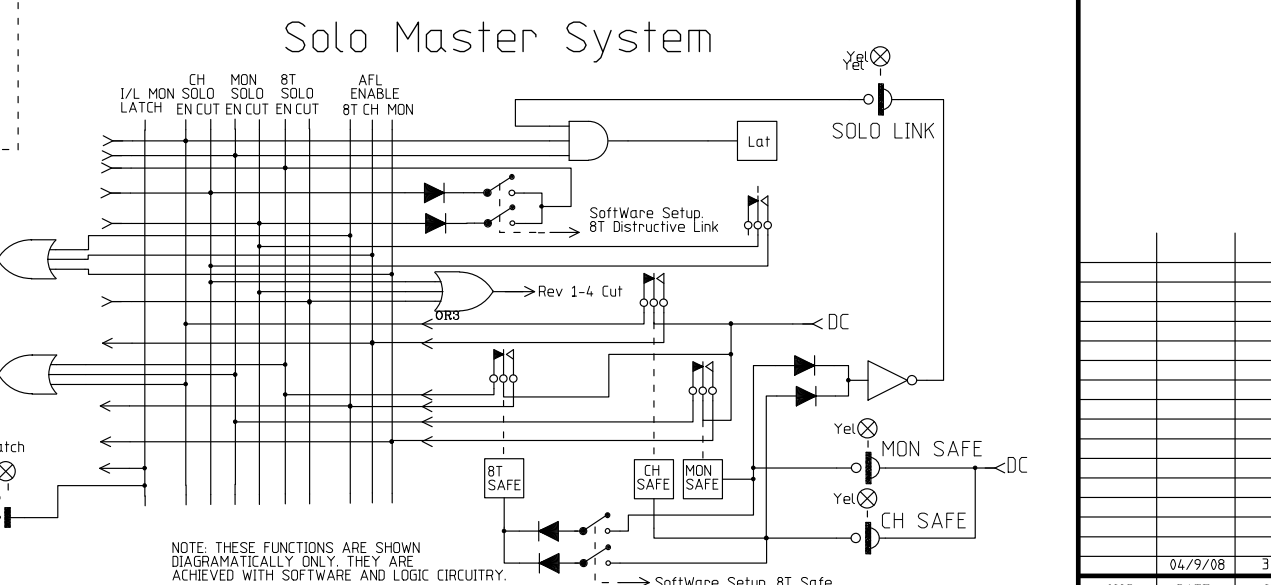 Solo Master System
Yel
Yel
CH MON 8T AFL
I/L MON SOLO SOLO SOLO ENABLE
LATCH EN CUT EN CUT EN CUT 8T CH MON
SOLO LINK
Lat
SoftWare Setup.
8T Distructive Link
Rev 1-4 Cut
OR3
DC
Yel
MON SAFE
DC
8T
SAFE
CH
SAFE
MON
SAFE
Yel
CH SAFE
atch
NOTE: THESE FUNCTIONS ARE SHOWN
DIAGRAMATICALLY ONLY. THEY ARE
ACHIEVED WITH SOFTWARE AND LOGIC CIRCUITRY.
SoftWare Setup 8T Safe
04/9/08 3